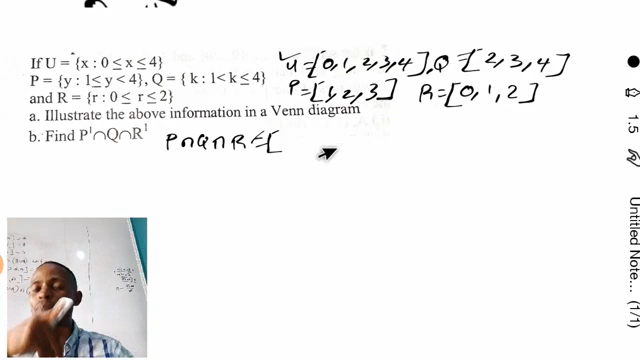 If U = {x : 0 ≤ x ≤ 4}
P = {y : 1 ≤ y < 4}, Q = { k : 1 < k ≤ 4}
and R = {r : 0 ≤ r ≤ 2}
a. Illustrate the above information in a Venn diagram
b. Find P¹∩Q∩R¹
U = [0, 1, 2, 3, 4], Q = [2, 3, 4]
P = [1, 2, 3] R = [0, 1, 2]
P∩Q∩R = [
1.5
Untitled Note... (1/1)